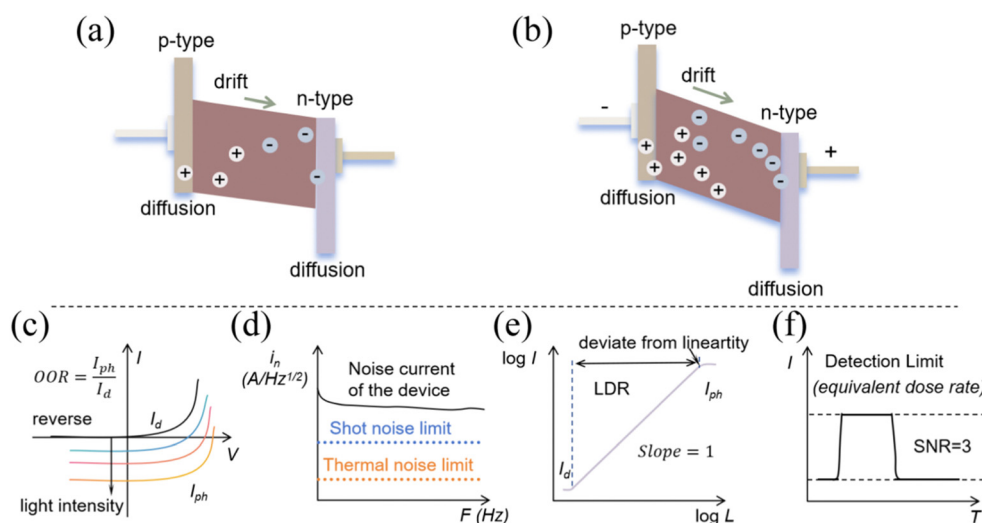 (a)
p-type
drift
n-type
+
+
+
-
-
-
diffusion
diffusion
(b)
p-type
drift
n-type
-
+
+
+
+
+
+
+
-
-
-
-
-
-
diffusion
diffusion
(c)
I
OOR = I_ph / I_d
reverse
I_d
V
light intensity
I_ph
(d)
i_n
(A/Hz^1/2)
Noise current
of the device
Shot noise limit
Thermal noise limit
F (Hz)
(e)
log I
deviate from lineartity
LDR
I_ph
I_d
Slope = 1
log L
(f)
I
Detection Limit
(equivalent dose rate)
SNR=3
T